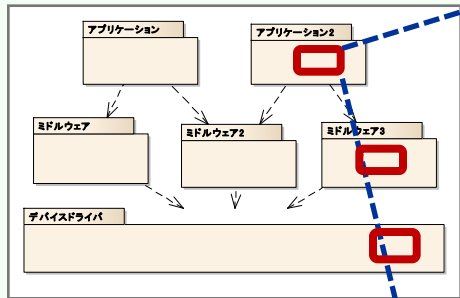 アプリケーション
アプリケーション2
ミドルウェア
ミドルウェア2
ミドルウェア3
デバイスドライバ